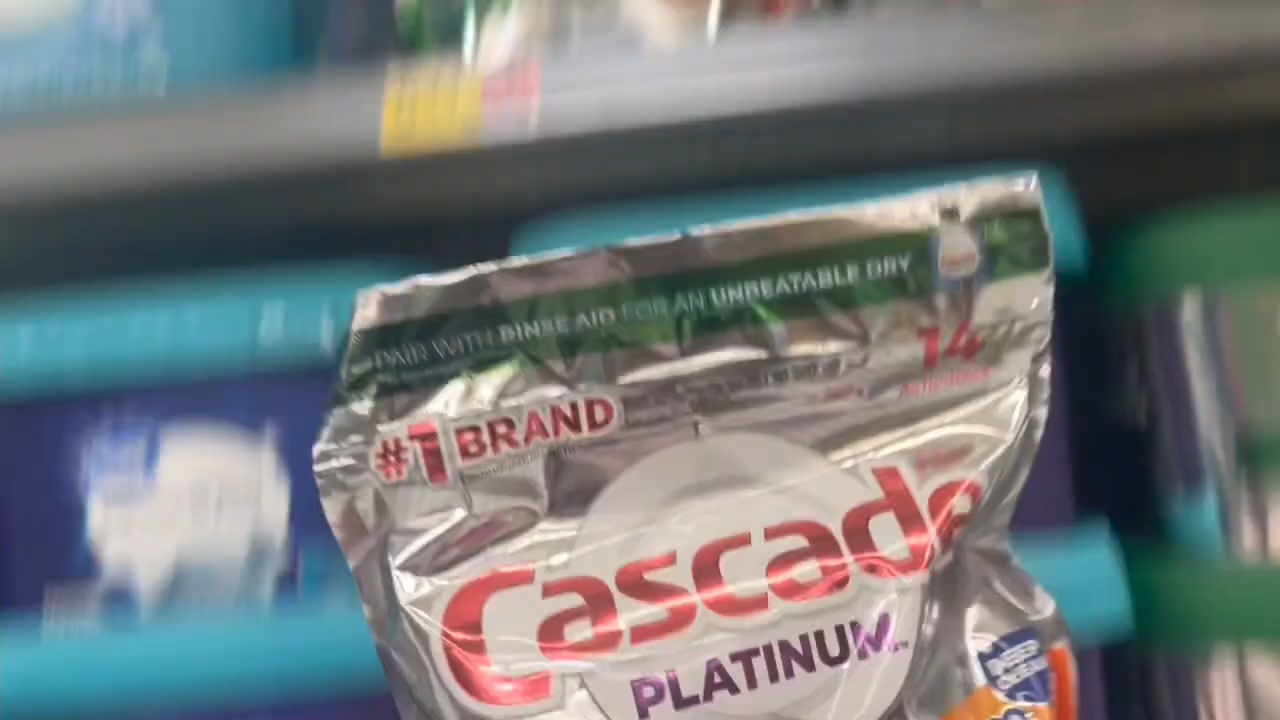 PAIR WITH RINSE AID FOR AN UNBEATABLE DRY
14
#1 BRAND
Cascade
PLATINUM